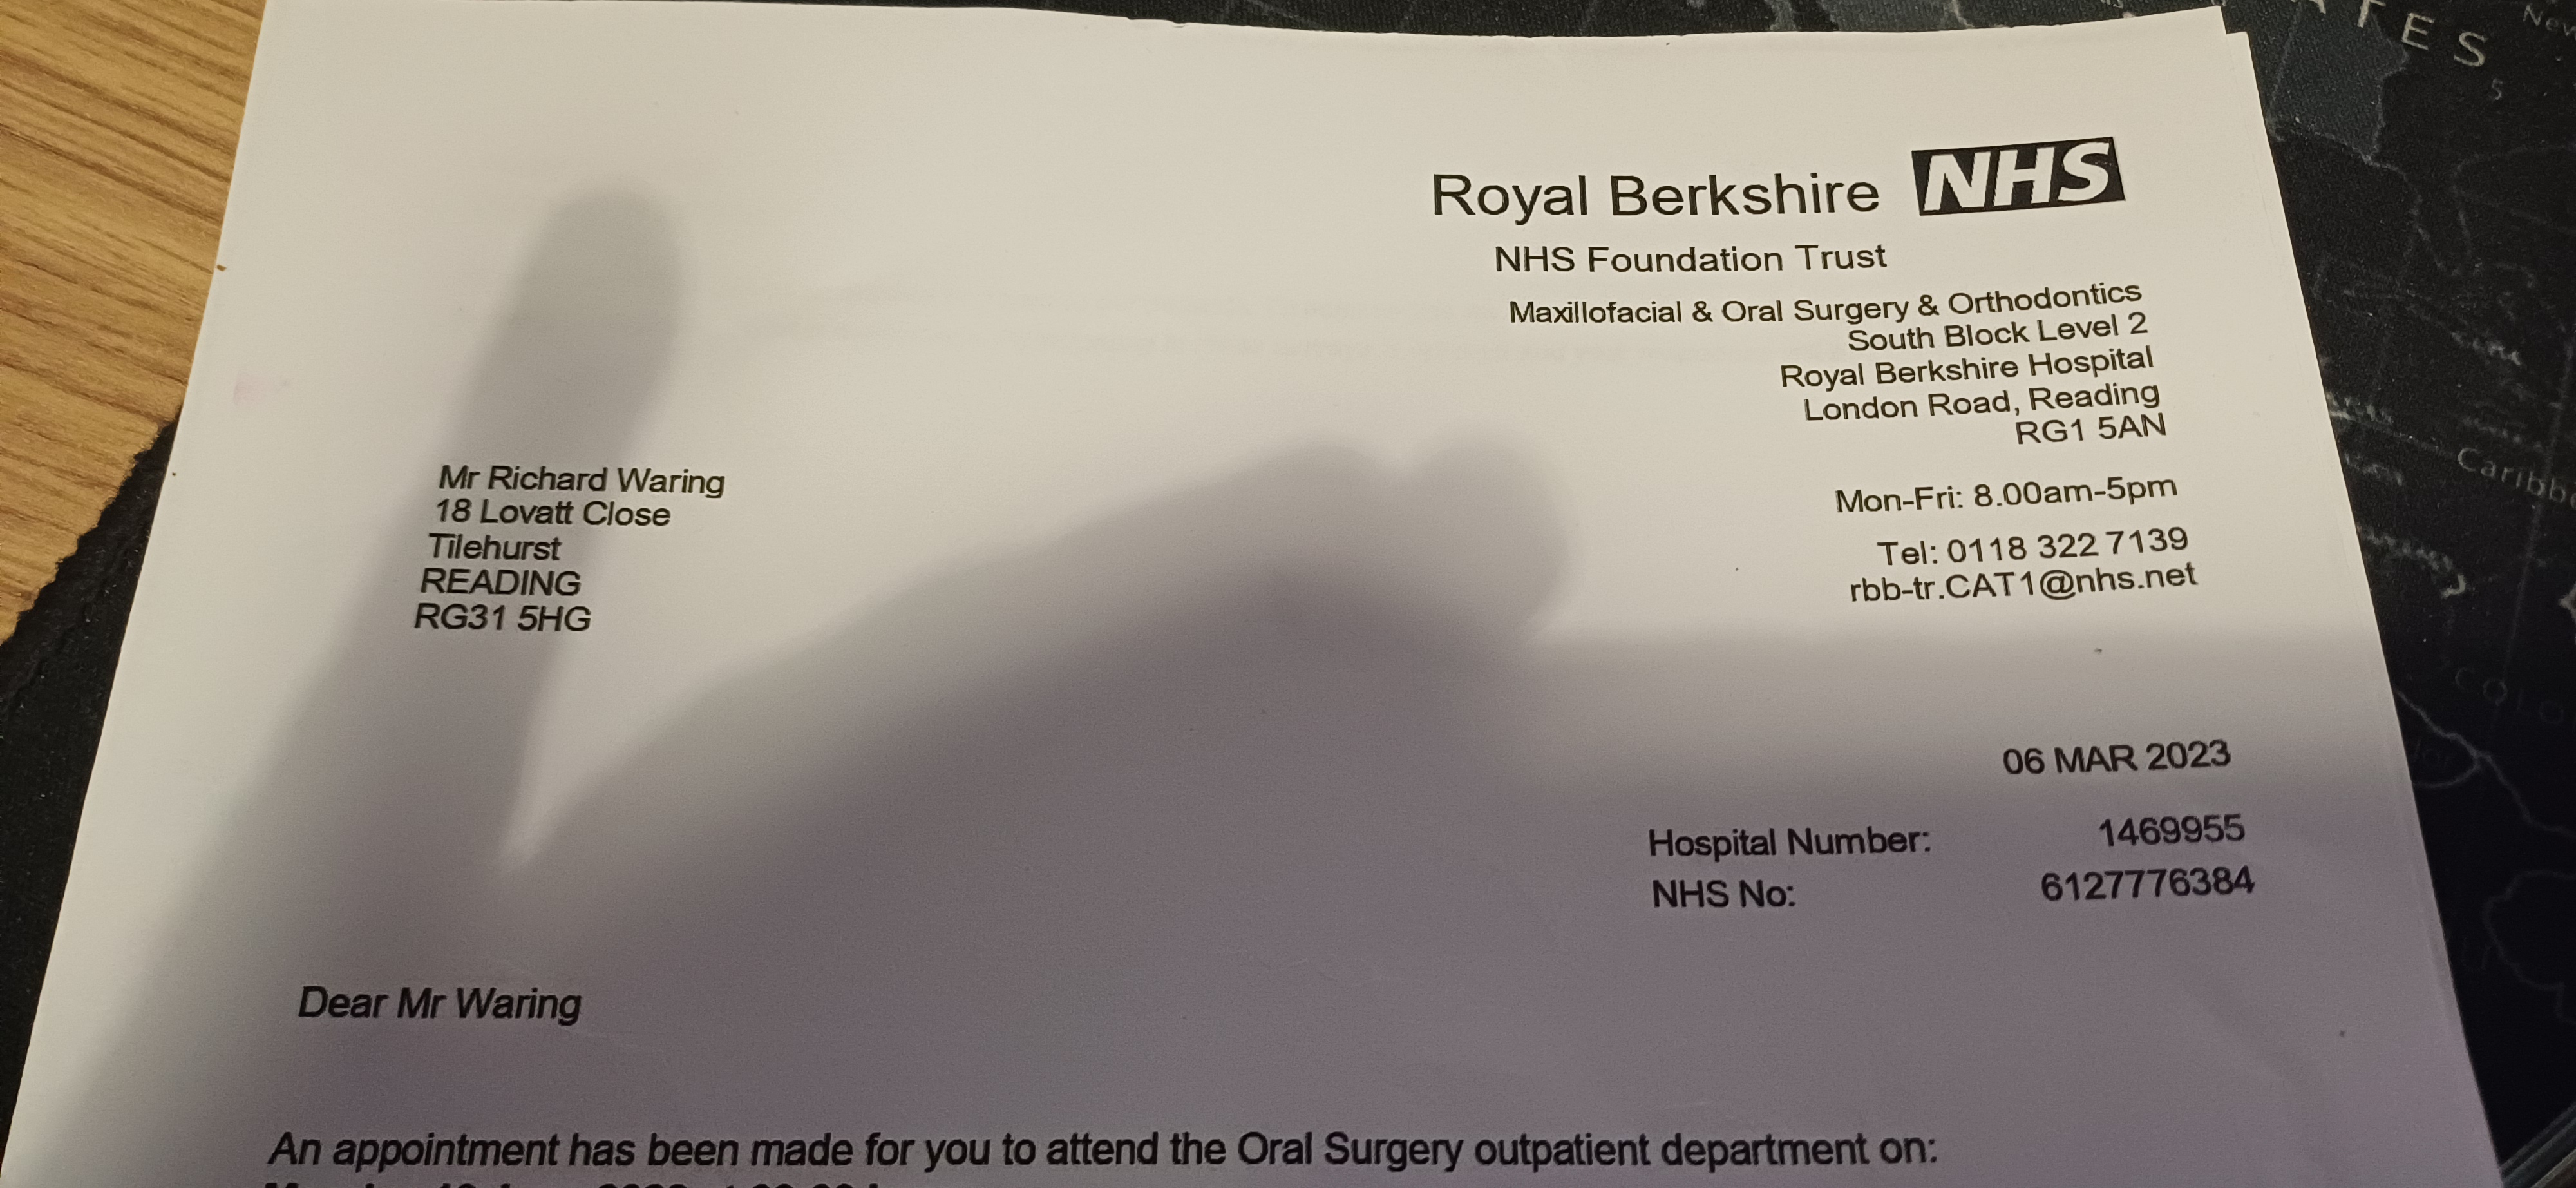 Royal Berkshire NHS
NHS Foundation Trust
Maxillofacial & Oral Surgery & Orthodontics
South Block Level 2
Royal Berkshire Hospital
London Road, Reading
RG1 5AN
Mr Richard Waring
18 Lovatt Close
Tilehurst
READING
RG31 5HG
Mon-Fri: 8.00am-5pm
Tel: 0118 322 7139
rbb-tr.CAT1@nhs.net
06 MAR 2023
Hospital Number: 1469955
NHS No: 6127776384
Dear Mr Waring
An appointment has been made for you to attend the Oral Surgery outpatient department on: